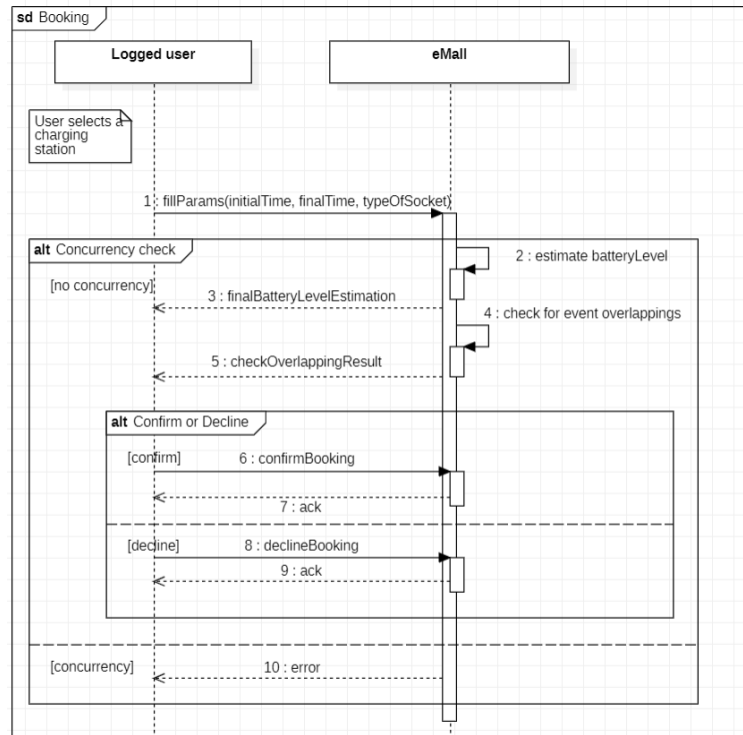 sd Booking
Logged user
eMall
User selects a
charging
station
1 : fillParams(initialTime, finalTime, typeOfSocket)
alt Concurrency check
2 : estimate batteryLevel
[no concurrency]
3 : finalBatteryLevelEstimation
4 : check for event overlappings
5 : checkOverlappingResult
alt Confirm or Decline
[confirm]
6 : confirmBooking
7 : ack
[decline]
8 : declineBooking
9 : ack
[concurrency]
10 : error